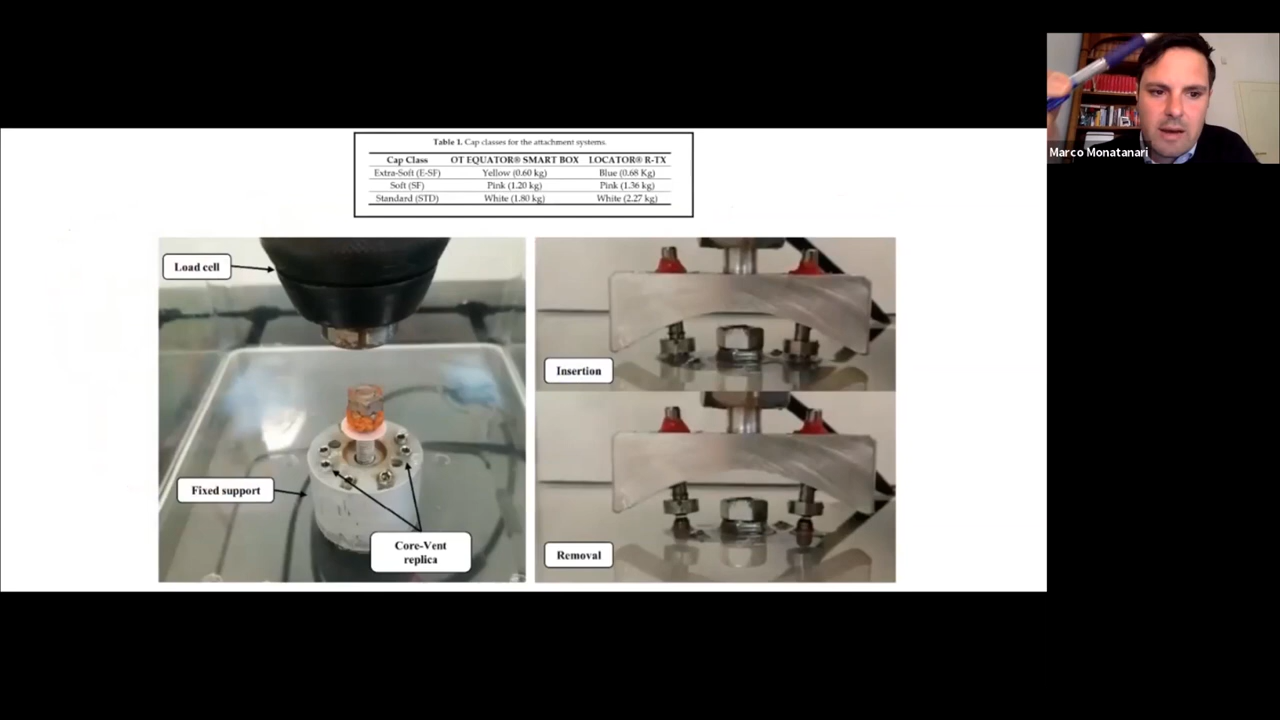 Table 1. Cap classes for the attachment systems.
Cap Class OT EQUATOR® SMART BOX LOCATOR® R-TX
Extra-Soft (E-SF) Yellow (0.60 kg) Blue (0.68 Kg)
Soft (SF) Pink (1.20 kg) Pink (1.36 kg)
Standard (STD) White (1.80 kg) White (2.27 kg)
Load cell
Fixed support
Core-Vent
replica
Insertion
Removal
Marco Monatanari